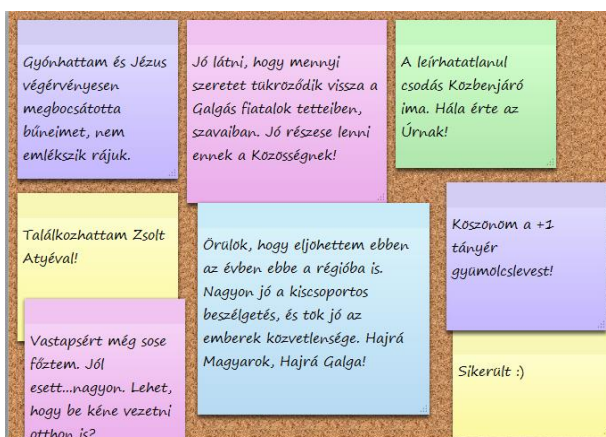 Gyónhattam és Jézus
végérvényesen
megbocsátotta
bűneimet, nem
emlékszik rájuk.
Jó látni, hogy mennyi
szeretet tükröződik vissza a
Galgás fiatalok tetteiben,
szavaiban. Jó részese lenni
ennek a Közösségnek!
A leírhatatlanul
csodás Közbenjáró
ima. Hála érte az
Úrnak!
Találkozhattam Zsolt
Atyéval!
Örülök, hogy eljöhettem ebben
az évben ebbe a régióba is.
Nagyon jó a kiscsoportos
beszélgetés, és tök jó az
emberek közvetlensége. Hajrá
Magyarok, Hajrá Galga!
Köszönöm a +1
tányér
gyümölcslevest!
Vastapsért még sose
főztem. Jól
esett...nagyon. Lehet,
hogy be kéne vezetni
otthon is?
Sikerült :)